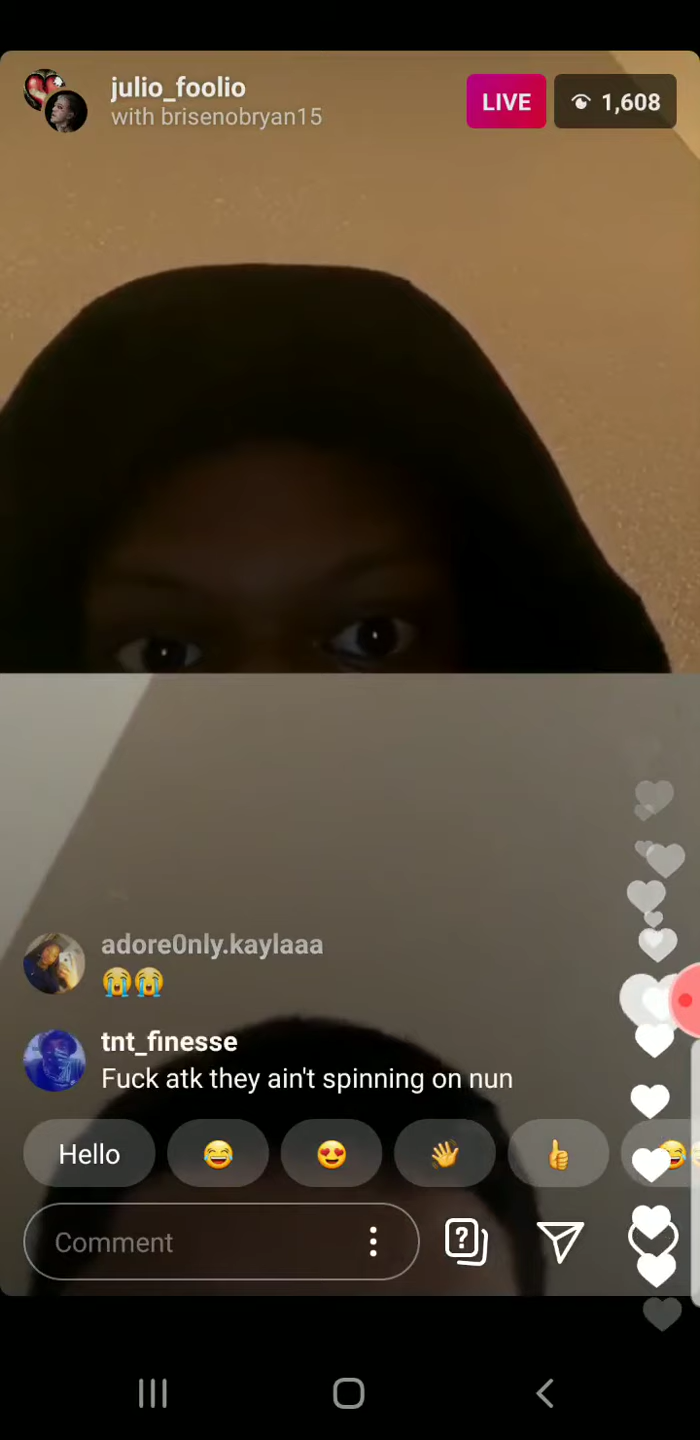 julio_foolio
with brisenobryan15
LIVE
1,608
adore0nly.kaylaaa
😭😭
tnt_finesse
Fuck atk they ain't spinning on nun
Hello 😂 😍 👋 👍 😂
Comment
?